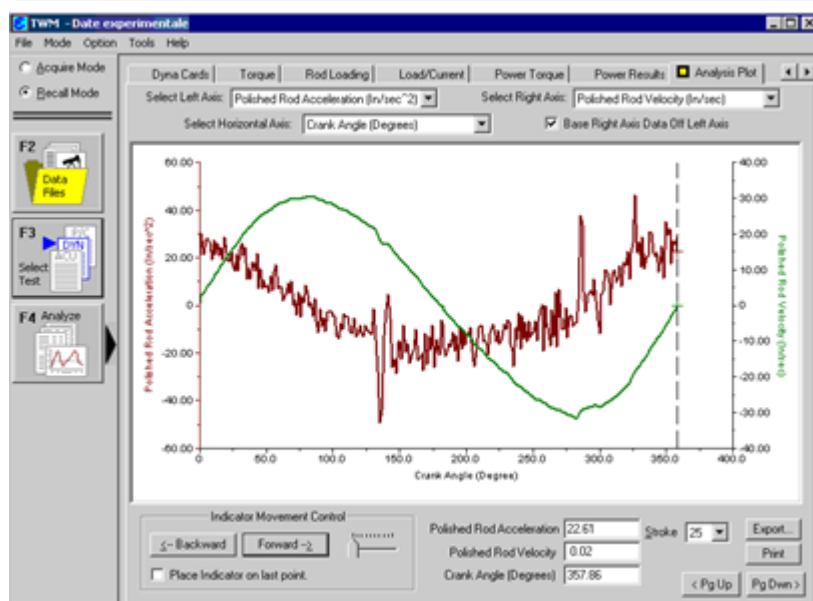 TWM - Date experimentale
File Mode Option Tools Help
Acquire Mode
Recall Mode
F2
Data Files
F3
P/C
DYN
ACU
Select Test
F4 Analyze
Dyna Cards Torque Rod Loading Load/Current Power Torque Power Results Analysis Plot
Select Left Axis: Polished Rod Acceleration (In/sec^2) Select Right Axis: Polished Rod Velocity (In/sec)
Select Horizontal Axis: Crank Angle (Degrees) Base Right Axis Data Off Left Axis
60.00
40.00
20.00
0
-20.00
-40.00
-60.00
Polished Rod Acceleration (In/sec^2)
40.00
30.00
20.00
10.00
0
-10.00
-20.00
-30.00
-40.00
Polished Rod Velocity (In/sec)
0 50.0 100.0 150.0 200.0 250.0 300.0 350.0 400.0
Crank Angle (Degree)
Indicator Movement Control
<- Backward Forward ->
Place Indicator on last point.
Polished Rod Acceleration 22.61
Polished Rod Velocity 0.02
Crank Angle (Degrees) 357.86
Stroke 25
Export...
Print
< Pg Up Pg Dwn >